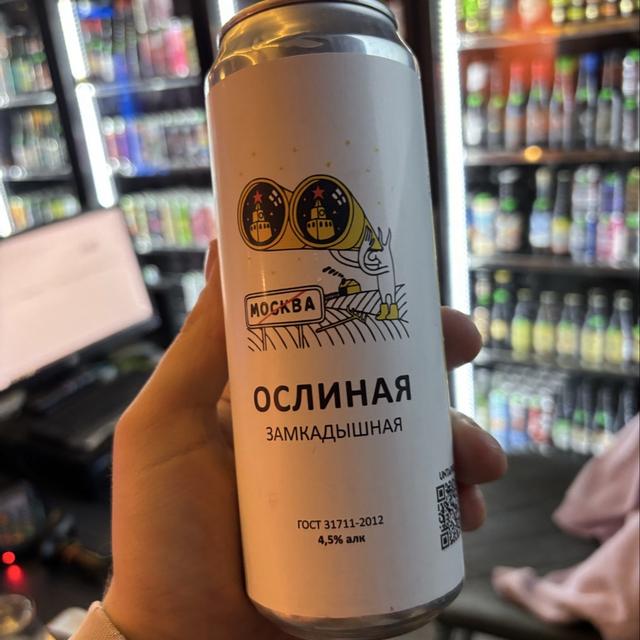 МОСКВА
ОСЛИНАЯ
ЗАМКАДЫШНАЯ
ГОСТ 31711-2012
4,5% алк